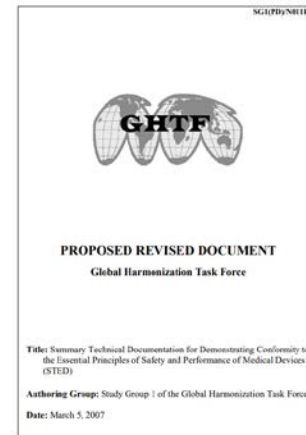 SG1(PD)/N011R
GHTF
PROPOSED REVISED DOCUMENT
Global Harmonization Task Force
Title: Summary Technical Documentation for Demonstrating Conformity to
the Essential Principles of Safety and Performance of Medical Devices
(STED)
Authoring Group: Study Group 1 of the Global Harmonization Task Force
Date: March 5, 2007